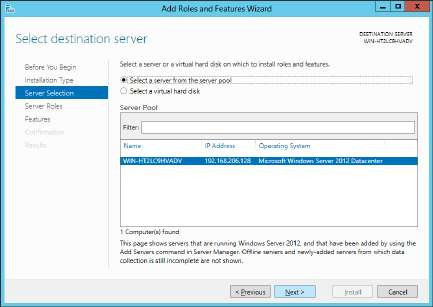 Add Roles and Features Wizard
Select destination server
DESTINATION SERVER
WIN-HT2LC9HVADV
Before You Begin
Installation Type
Server Selection
Server Roles
Features
Confirmation
Results
Select a server or a virtual hard disk on which to install roles and features.
Select a server from the server pool
Select a virtual hard disk
Server Pool
Filter:
Name IP Address Operating System
WIN-HT2LC9HVADV 192.168.206.128 Microsoft Windows Server 2012 Datacenter
1 Computer(s) found
This page shows servers that are running Windows Server 2012, and that have been added by using the
Add Servers command in Server Manager. Offline servers and newly-added servers from which data
collection is still incomplete are not shown.
< Previous Next > Install Cancel